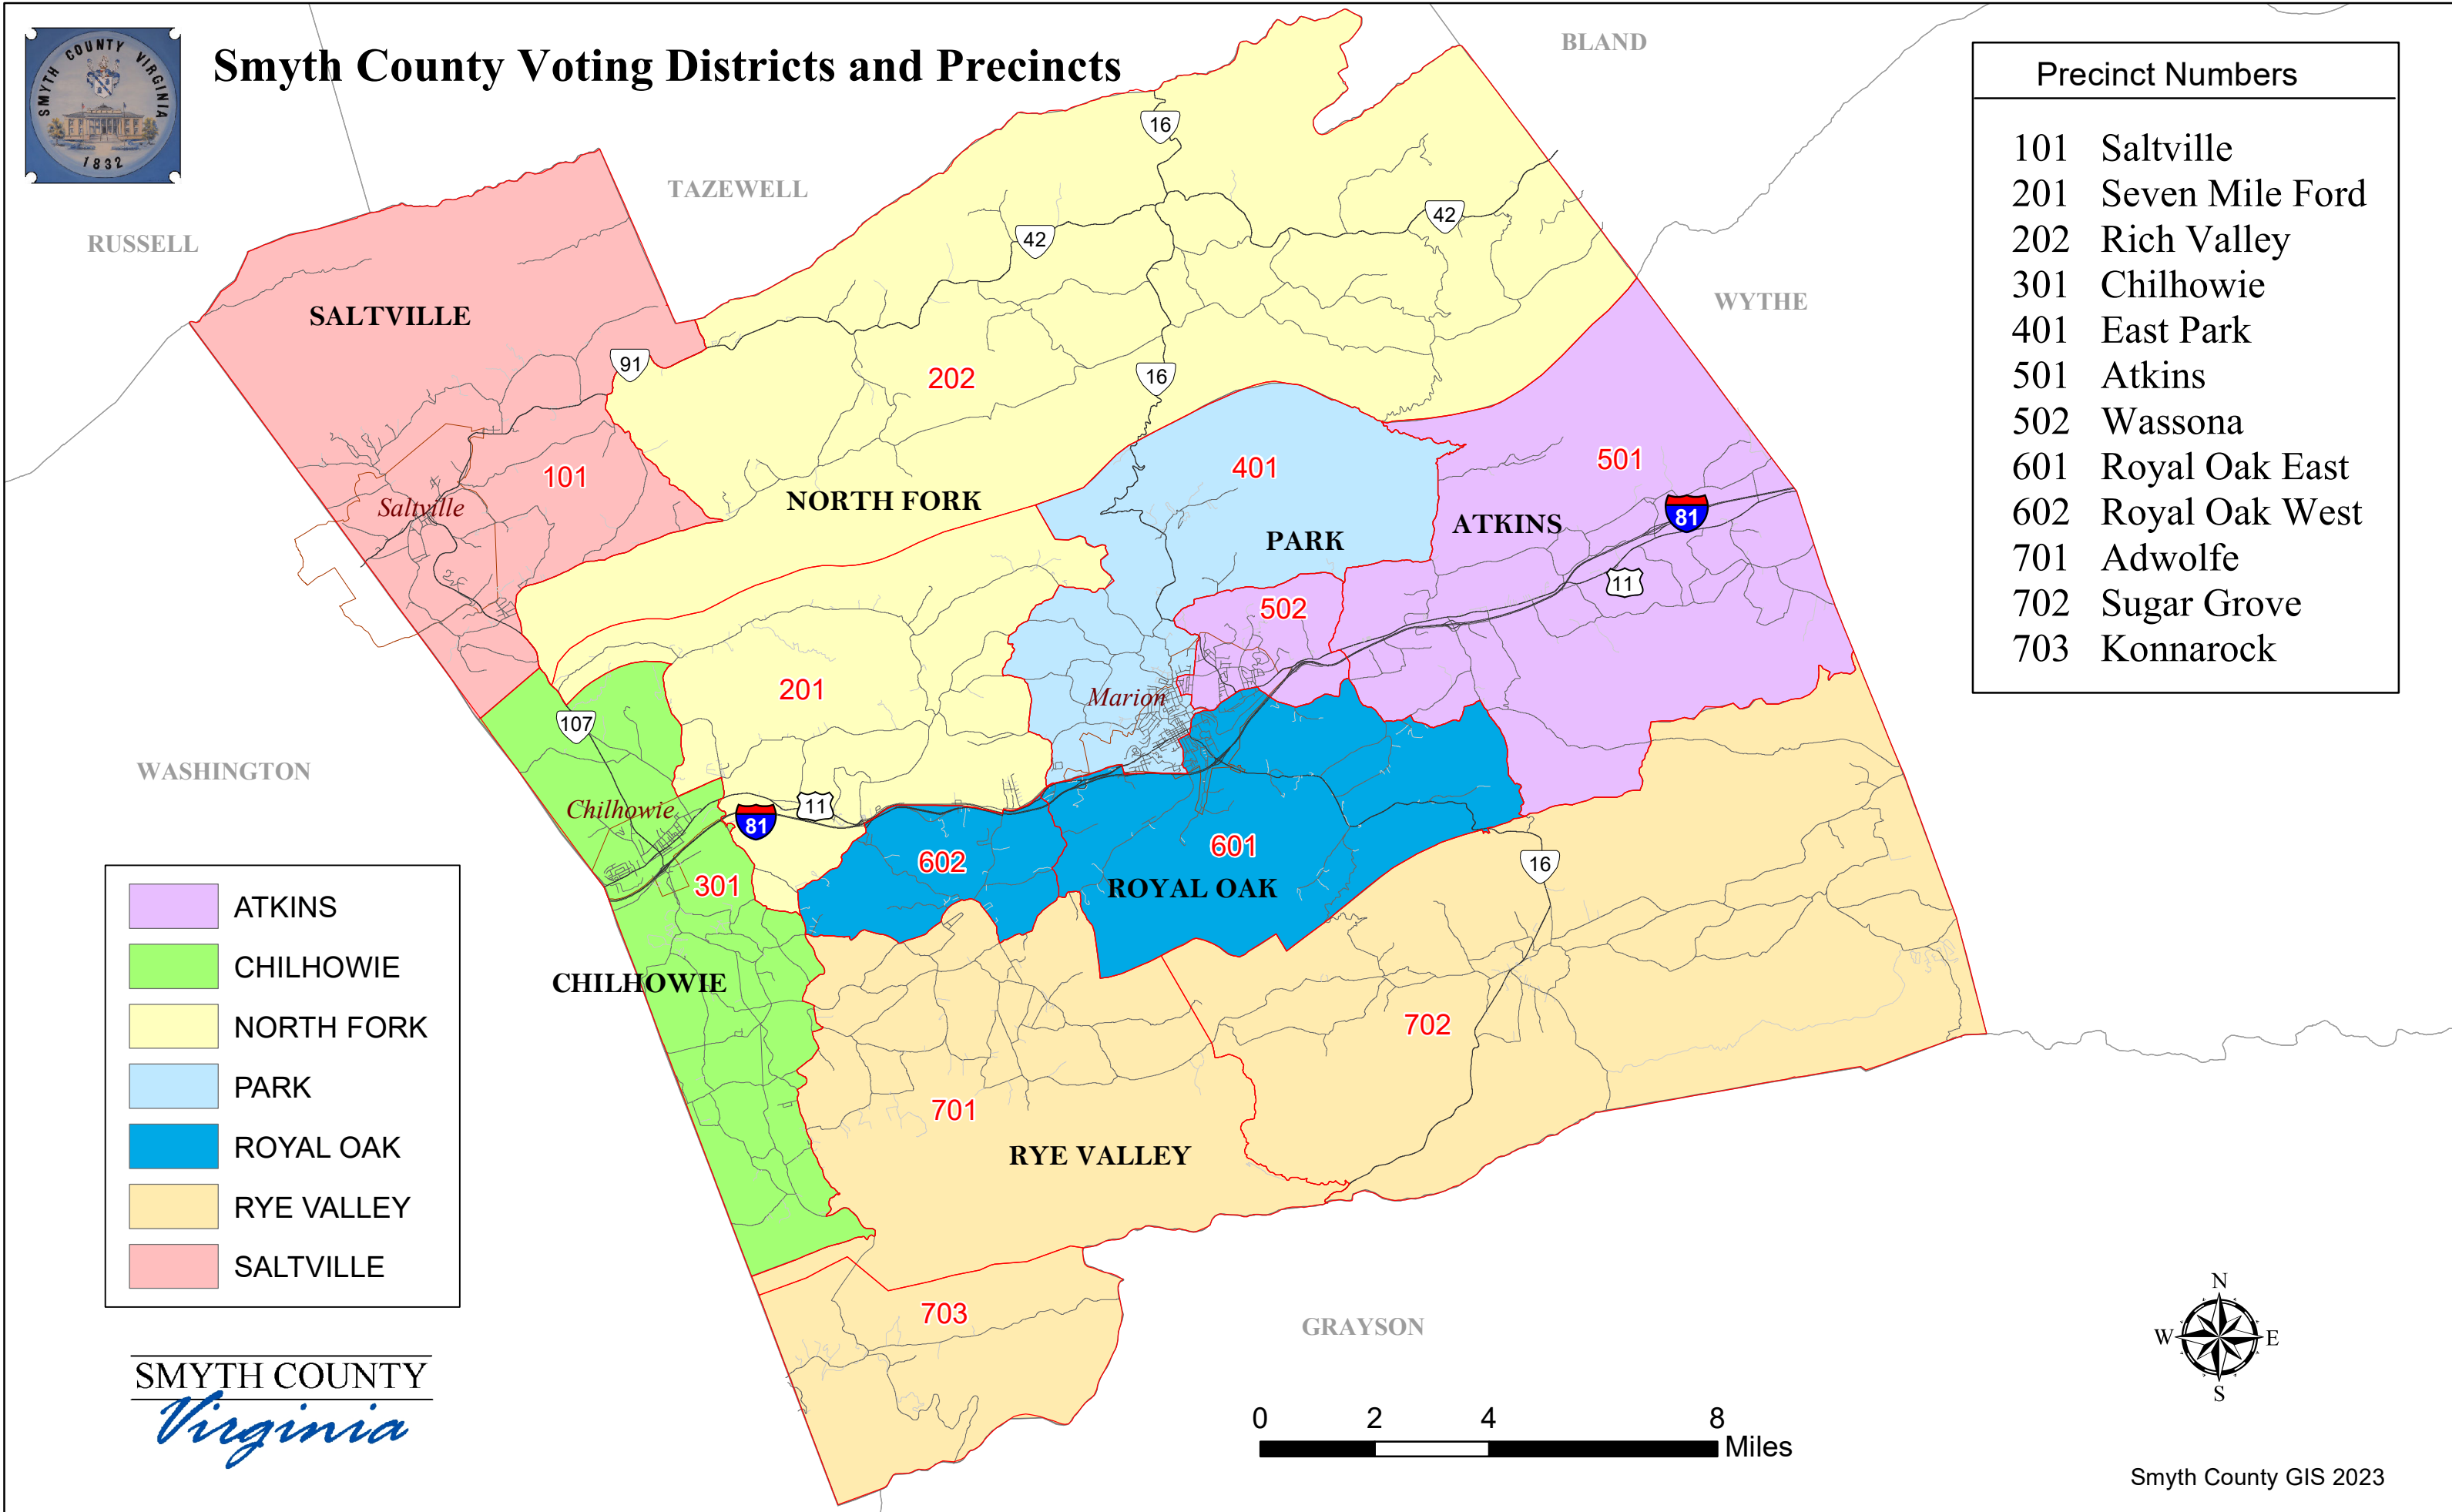 Smyth County Voting Districts and Precincts
SMYTH COUNTY VIRGINIA
1832
BLAND
TAZEWELL
RUSSELL
WYTHE
WASHINGTON
GRAYSON
Precinct Numbers
101 Saltville
201 Seven Mile Ford
202 Rich Valley
301 Chilhowie
401 East Park
501 Atkins
502 Wassona
601 Royal Oak East
602 Royal Oak West
701 Adwolfe
702 Sugar Grove
703 Konnarock
16
42
42
SALTVILLE
91
202
16
101
401
501
Saltville
NORTH FORK
PARK
ATKINS
81
11
502
201
Marion
107
Chilhowie
81
11
602
601
301
ROYAL OAK
16
CHILHOWIE
702
701
RYE VALLEY
703
ATKINS
CHILHOWIE
NORTH FORK
PARK
ROYAL OAK
RYE VALLEY
SALTVILLE
SMYTH COUNTY
Virginia
0 2 4 8
Miles
N
W E
S
Smyth County GIS 2023